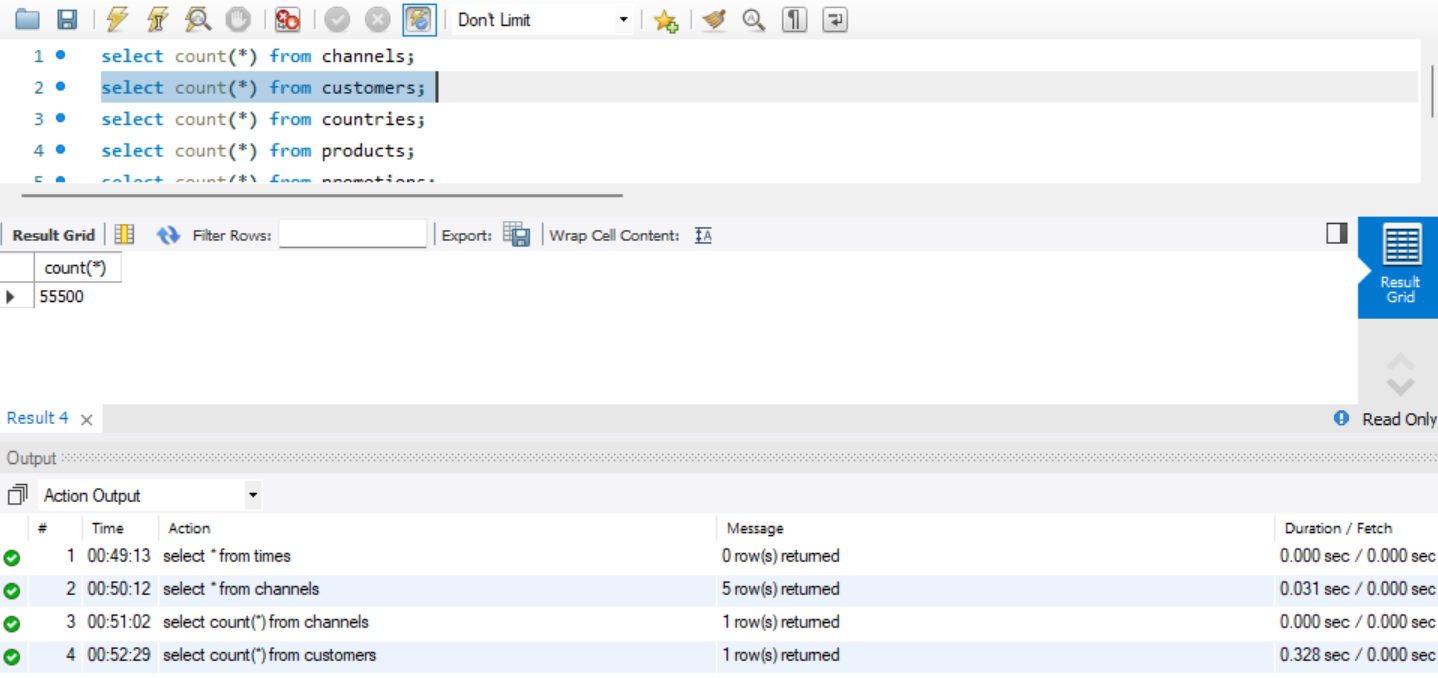 Don't Limit
1 select count(*) from channels;
2 select count(*) from customers;
3 select count(*) from countries;
4 select count(*) from products;
5 select count(*) from promotions;
Result Grid Filter Rows: Export: Wrap Cell Content:
count(*)
55500
Result
Grid
Result 4 Read Only
Output
Action Output
# Time Action Message Duration / Fetch
1 00:49:13 select * from times 0 row(s) returned 0.000 sec / 0.000 sec
2 00:50:12 select * from channels 5 row(s) returned 0.031 sec / 0.000 sec
3 00:51:02 select count(*) from channels 1 row(s) returned 0.000 sec / 0.000 sec
4 00:52:29 select count(*) from customers 1 row(s) returned 0.328 sec / 0.000 sec